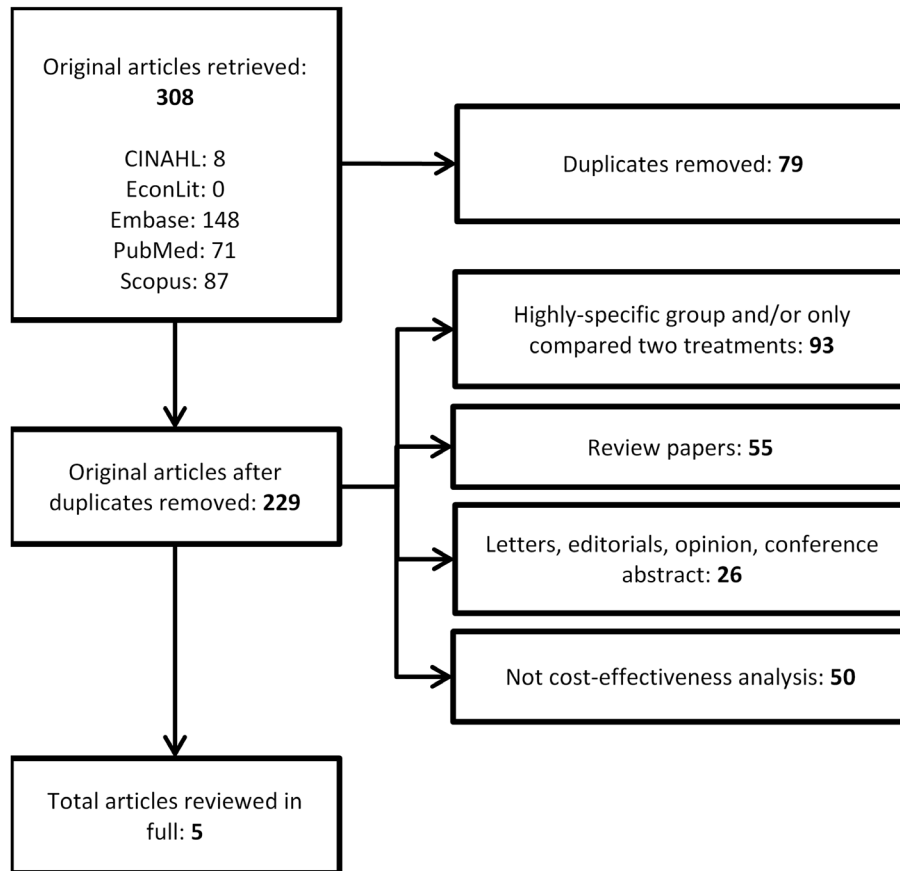 Original articles retrieved:
308
CINAHL: 8
EconLit: 0
Embase: 148
PubMed: 71
Scopus: 87
Duplicates removed: 79
Highly-specific group and/or only
compared two treatments: 93
Original articles after
duplicates removed: 229
Review papers: 55
Letters, editorials, opinion, conference
abstract: 26
Not cost-effectiveness analysis: 50
Total articles reviewed in
full: 5